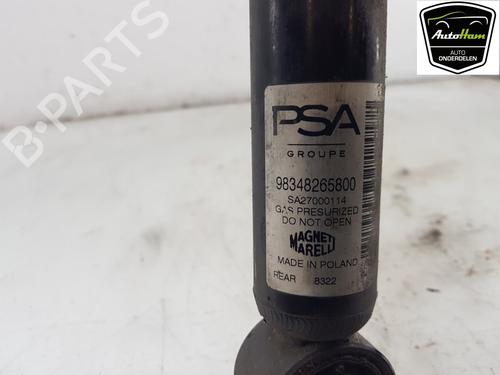 AutoHam
AUTO
ONDERDELEN
B-PARTS
PSA
GROUPE
98348265800
SA27000114
GAS PRESURIZED
DO NOT OPEN
MAGNETI
MARELLI
MADE IN POLAND
REAR 8322